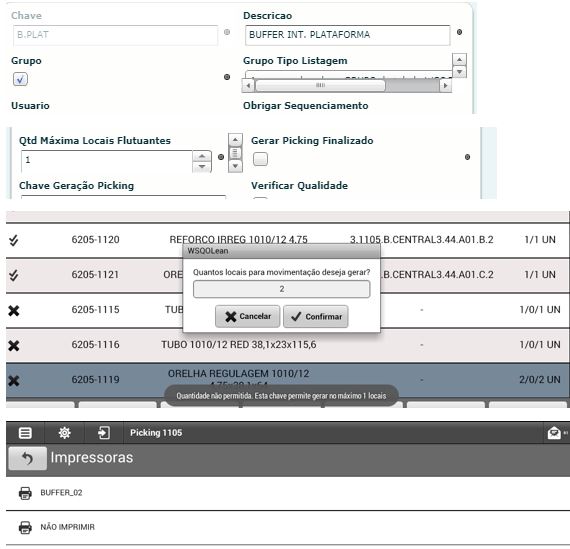 Chave
Descricao
B.PLAT
BUFFER INT. PLATAFORMA
Grupo
Grupo Tipo Listagem
Usuario
Obrigar Sequenciamento
Qtd Máxima Locais Flutuantes
Gerar Picking Finalizado
1
Chave Geração Picking
Verificar Qualidade
6205-1120 REFORCO IRREG 1010/12 4,75 3.1105.B.CENTRAL3.44.A01.B.2 1/1 UN
WSQOLean
Quantos locais para movimentação deseja gerar?
6205-1121 ORE B.CENTRAL3.44.A01.C.2 1/1 UN
2
6205-1115 TUB - 1/0/1 UN
Cancelar Confirmar
6205-1116 TUBO 1010/12 RED 38,1x23x115,6 - 1/0/1 UN
6205-1119 ORELHA REGULAGEM 1010/12 - 2/0/2 UN
Quantidade não permitida. Esta chave permite gerar no máximo 1 locais
Picking 1105
Impressoras
BUFFER_02
NÃO IMPRIMIR